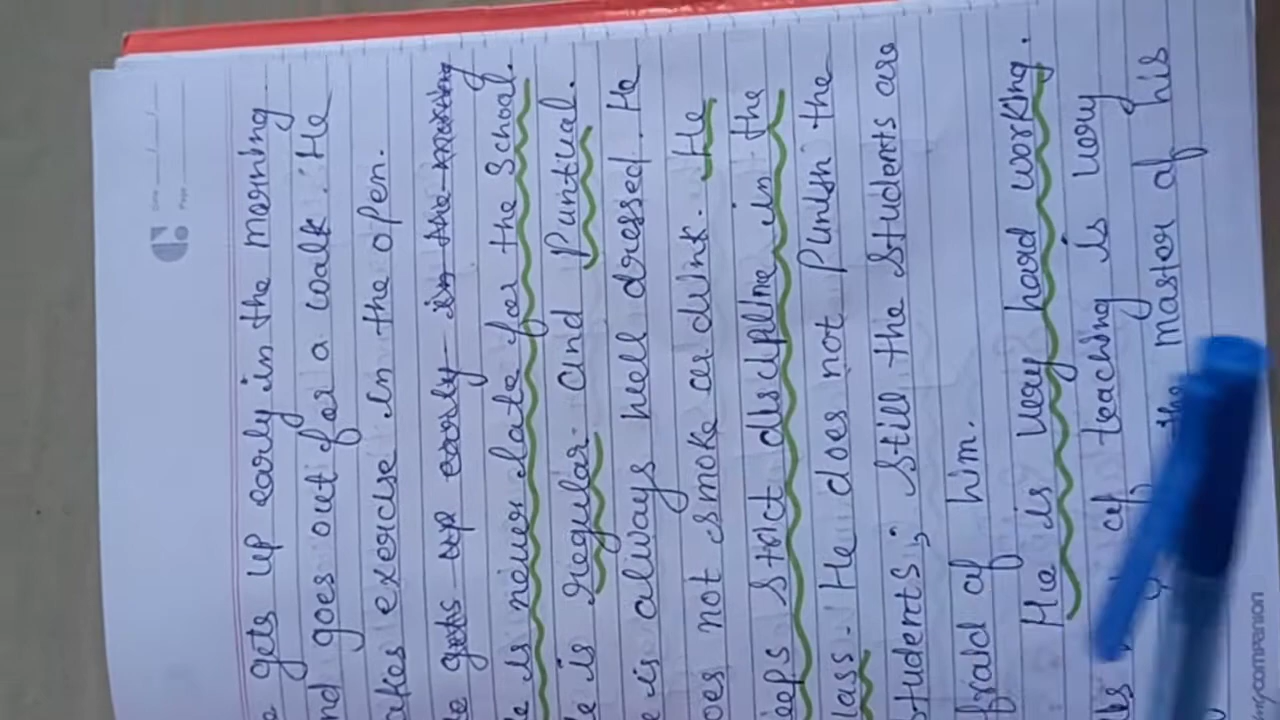 e gets up early in the morning
nd goes out for a walk. He
akes exercise in the open.
He gets up early in the morning
e is never late for the School.
He is regular and Puntual.
e is always well dressed. He
oes not smoke or drink. He
eeps strict discipline in the
lass. He does not Punish the
students; still the students are
fraid of him.
He is very hard working.
of teaching is very
the master of his
companion